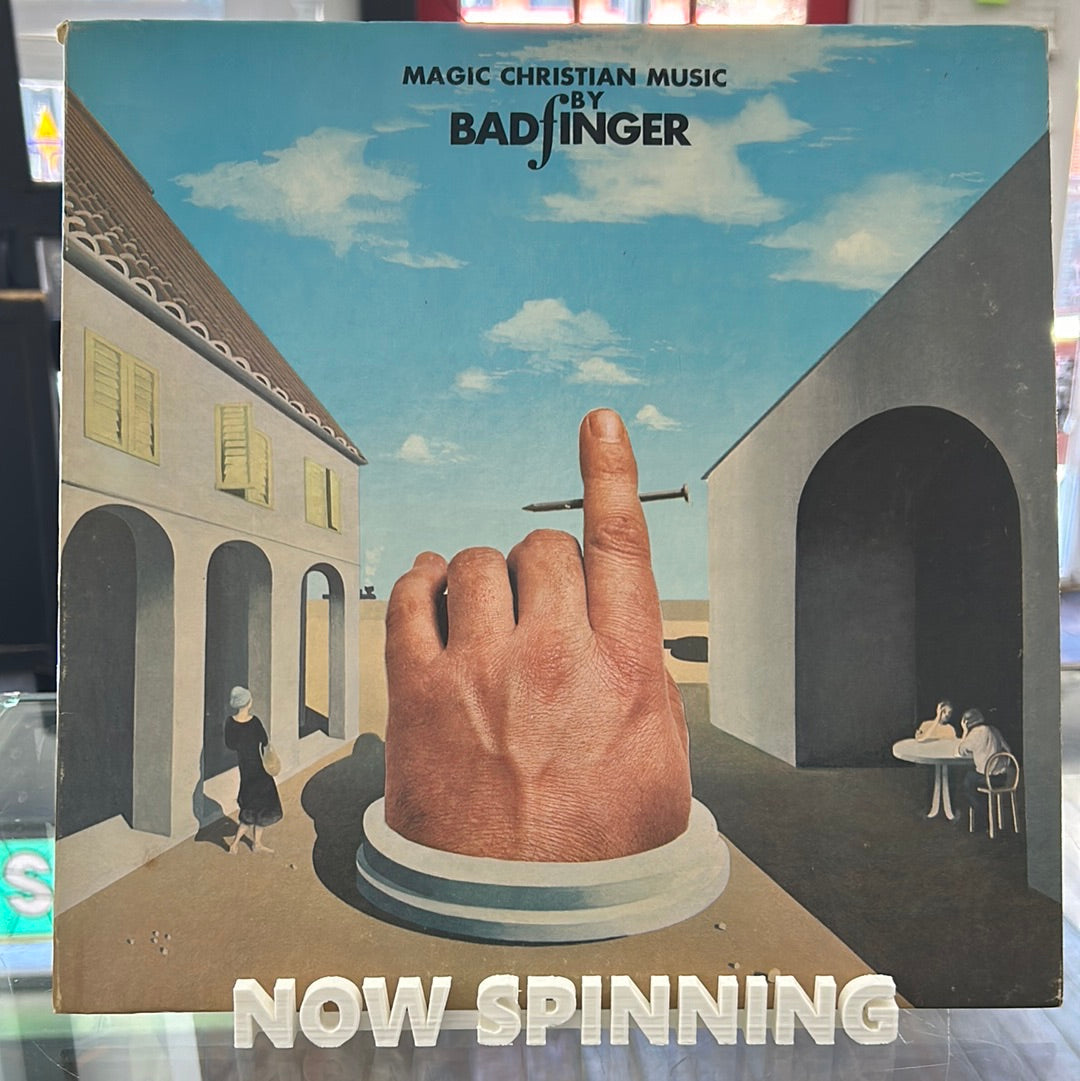 MAGIC CHRISTIAN MUSIC
BY
BADfINGER
S
NOW SPINNING